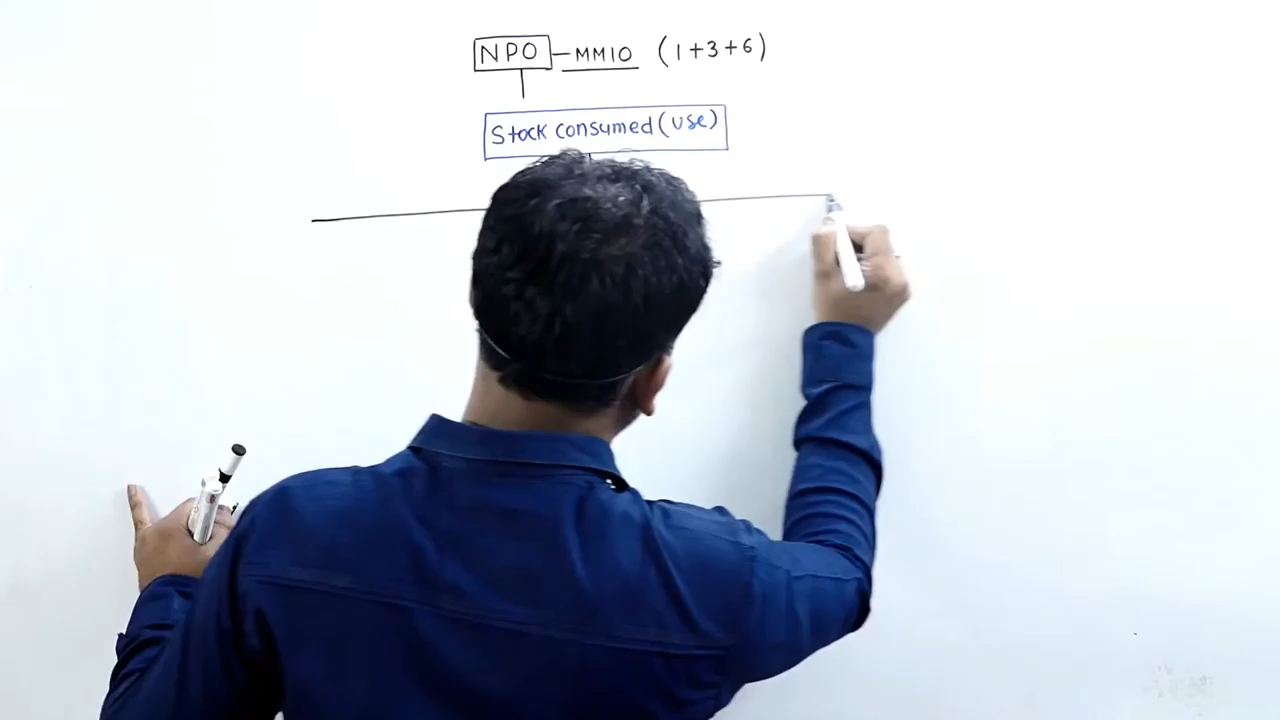 NPO — MM10 (1+3+6)
Stock consumed (use)